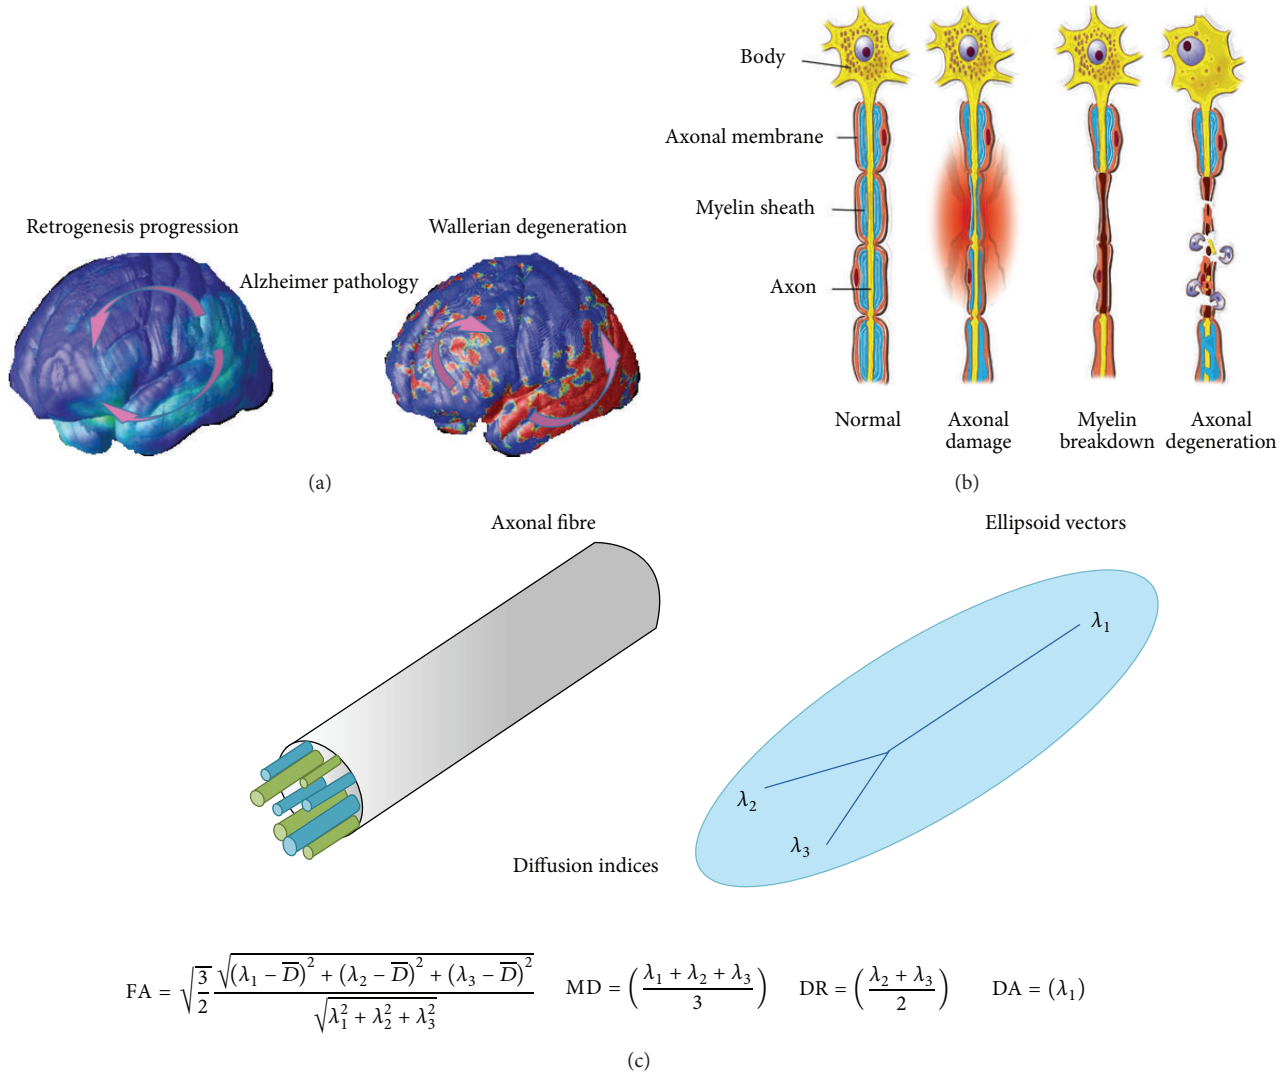 Retrogenesis progression
Wallerian degeneration
Alzheimer pathology
(a)
Body
Axonal membrane
Myelin sheath
Axon
Normal
Axonal
damage
Myelin
breakdown
Axonal
degeneration
(b)
Axonal fibre
Ellipsoid vectors
λ₁
λ₂
λ₃
Diffusion indices
FA = √(3/2) √((λ₁ − D̅)² + (λ₂ − D̅)² + (λ₃ − D̅)²) / √(λ₁² + λ₂² + λ₃²)
MD = ((λ₁ + λ₂ + λ₃)/3)
DR = ((λ₂ + λ₃)/2)
DA = (λ₁)
(c)